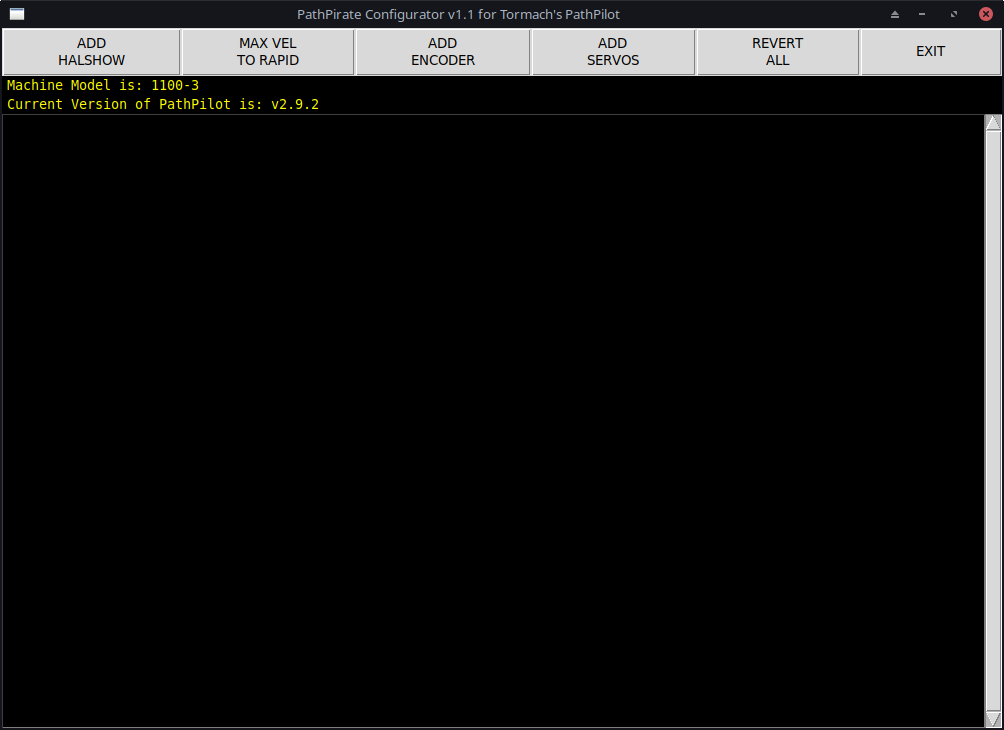 PathPirate Configurator v1.1 for Tormach's PathPilot
ADD
HALSHOW
MAX VEL
TO RAPID
ADD
ENCODER
ADD
SERVOS
REVERT
ALL
EXIT
Machine Model is: 1100-3
Current Version of PathPilot is: v2.9.2